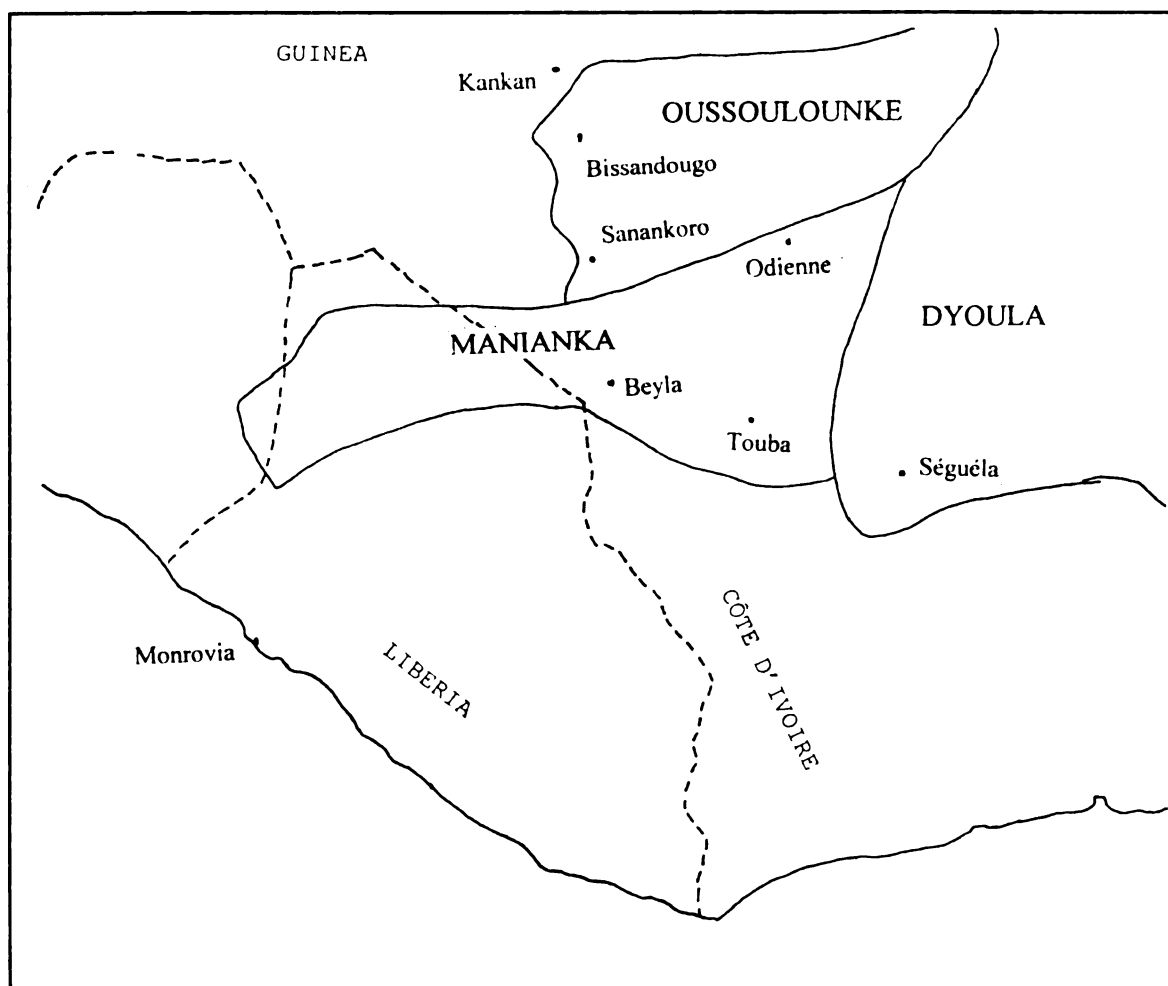 GUINEA
Kankan
OUSSOULOUNKE
Bissandougo
Sanankoro
Odienne
DYOULA
MANIANKA
Beyla
Touba
Séguéla
Monrovia
LIBERIA
CÔTE D'IVOIRE